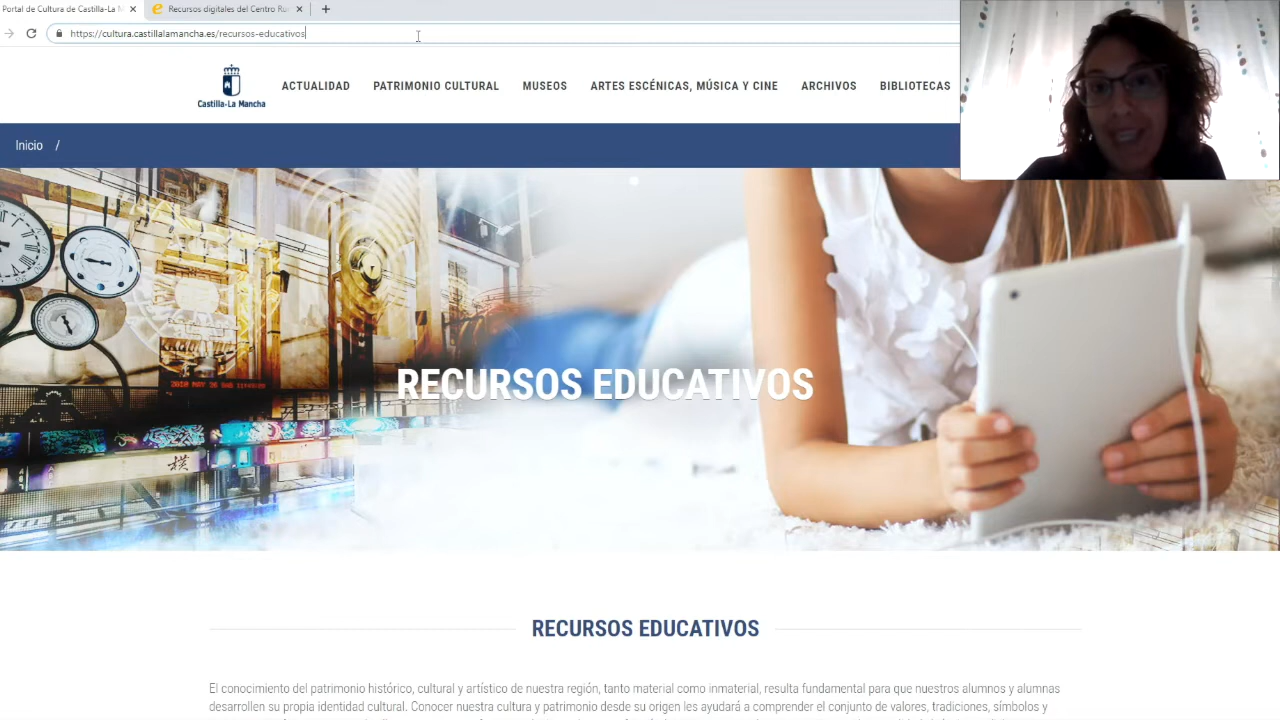 Portal de Cultura de Castilla-La M
Recursos digitales del Centro Ro
https://cultura.castillalamancha.es/recursos-educativos
Castilla-La Mancha
ACTUALIDAD PATRIMONIO CULTURAL MUSEOS ARTES ESCÉNICAS, MÚSICA Y CINE ARCHIVOS BIBLIOTECAS
Inicio /
RECURSOS EDUCATIVOS
RECURSOS EDUCATIVOS
El conocimiento del patrimonio histórico, cultural y artístico de nuestra región, tanto material como inmaterial, resulta fundamental para que nuestros alumnos y alumnas
desarrollen su propia identidad cultural. Conocer nuestra cultura y patrimonio desde su origen les ayudará a comprender el conjunto de valores, tradiciones, símbolos y